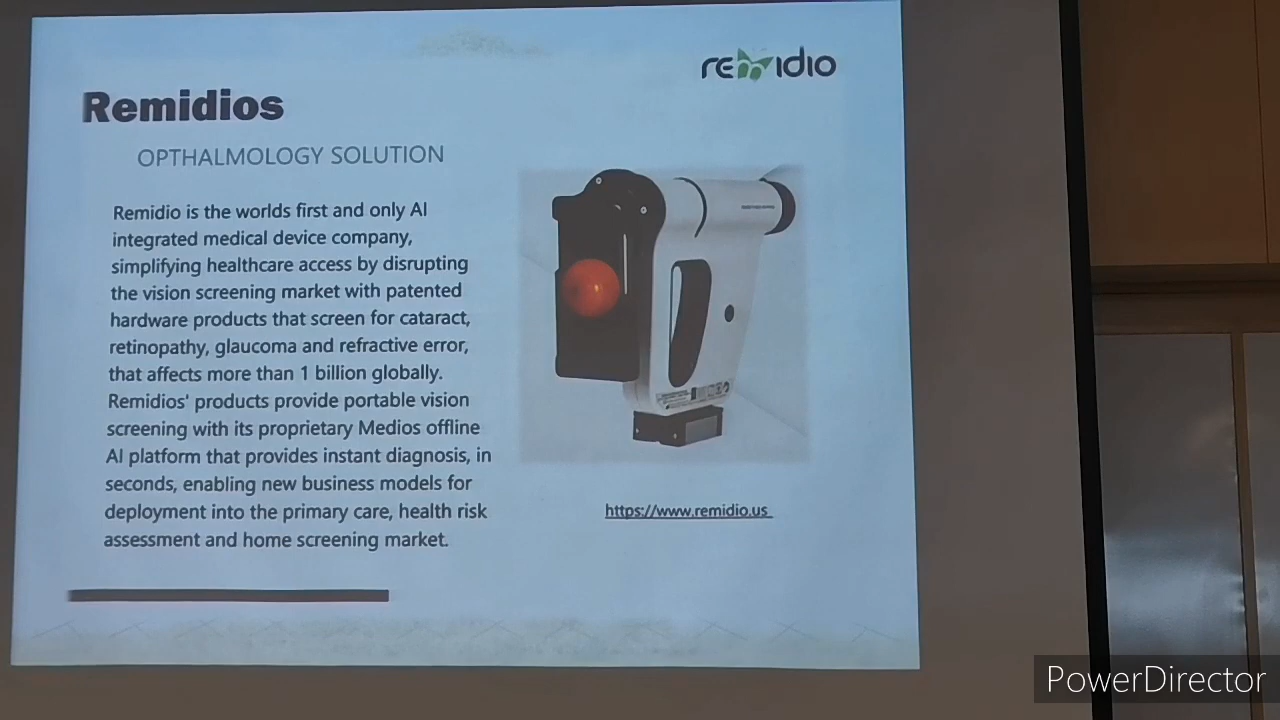 remidio
Remidios
OPTHALMOLOGY SOLUTION
Remidio is the worlds first and only AI
integrated medical device company,
simplifying healthcare access by disrupting
the vision screening market with patented
hardware products that screen for cataract,
retinopathy, glaucoma and refractive error,
that affects more than 1 billion globally.
Remidios' products provide portable vision
screening with its proprietary Medios offline
AI platform that provides instant diagnosis, in
seconds, enabling new business models for
deployment into the primary care, health risk
assessment and home screening market.
https://www.remidio.us
PowerDirector